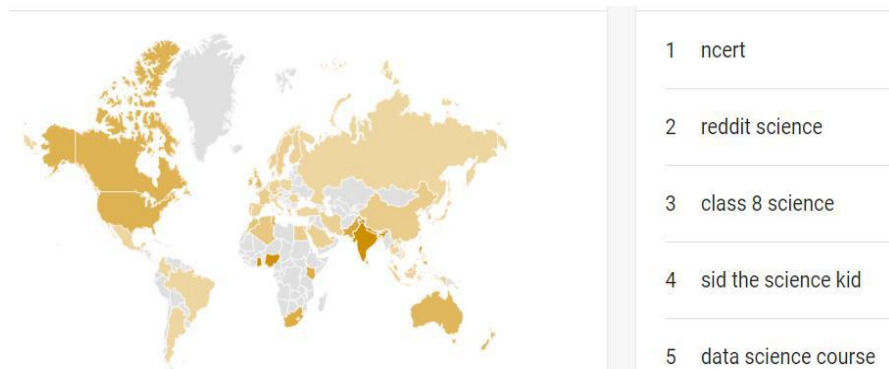 1 ncert
2 reddit science
3 class 8 science
4 sid the science kid
5 data science course